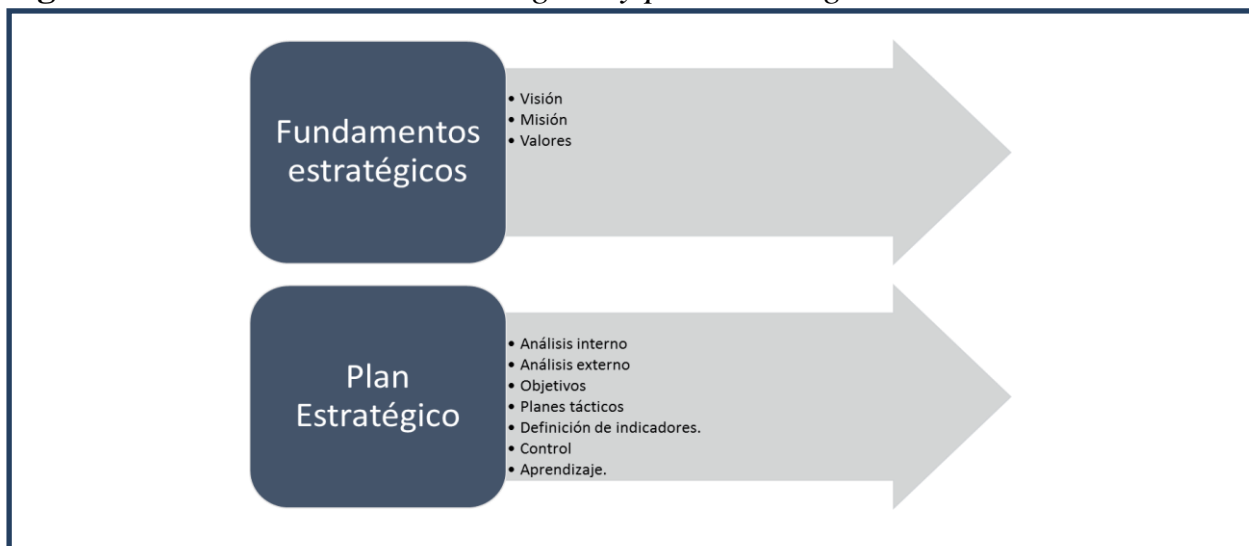 Fundamentos
estratégicos
• Visión
• Misión
• Valores
Plan
Estratégico
• Análisis interno
• Análisis externo
• Objetivos
• Planes tácticos
• Definición de indicadores.
• Control
• Aprendizaje.